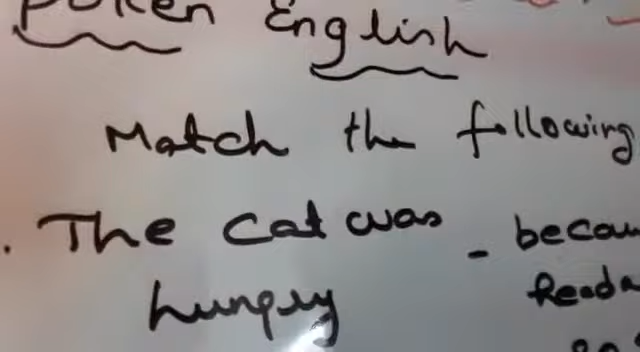 English
Match the following
The cat was
hungry
-